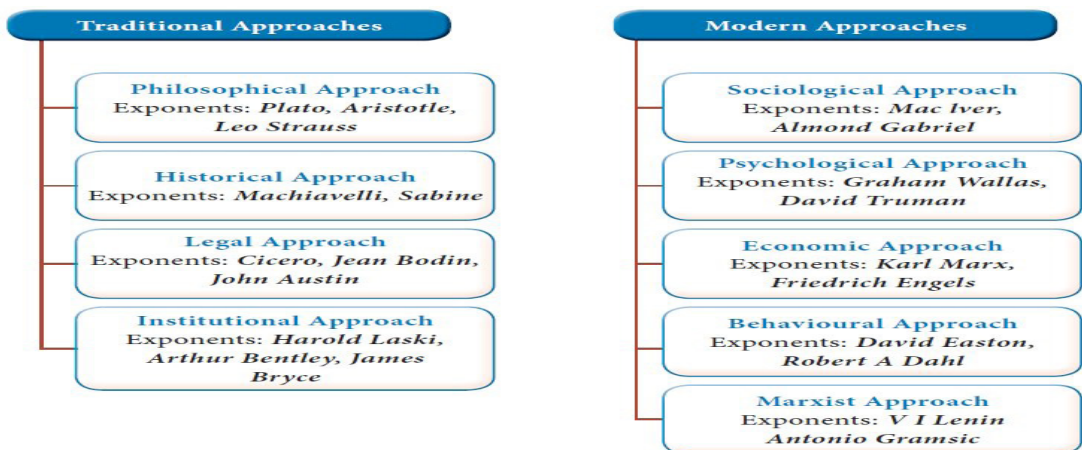 Traditional Approaches
Philosophical Approach
Exponents: Plato, Aristotle,
Leo Strauss
Historical Approach
Exponents: Machiavelli, Sabine
Legal Approach
Exponents: Cicero, Jean Bodin,
John Austin
Institutional Approach
Exponents: Harold Laski,
Arthur Bentley, James
Bryce
Modern Approaches
Sociological Approach
Exponents: Mac Iver,
Almond Gabriel
Psychological Approach
Exponents: Graham Wallas,
David Truman
Economic Approach
Exponents: Karl Marx,
Friedrich Engels
Behavioural Approach
Exponents: David Easton,
Robert A Dahl
Marxist Approach
Exponents: V I Lenin
Antonio Gramsic